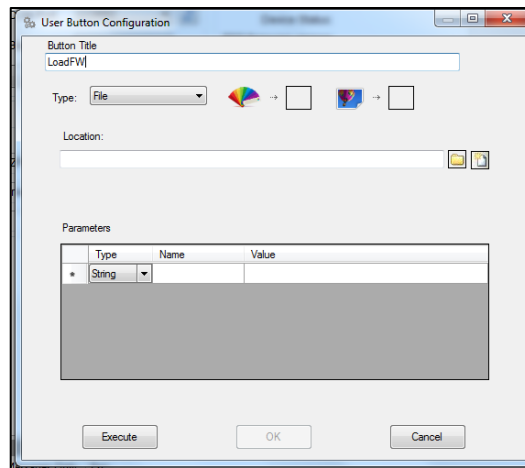 User Button Configuration
Button Title
LoadFW
Type: File
Location:
Parameters
Type Name Value
* String
Execute OK Cancel